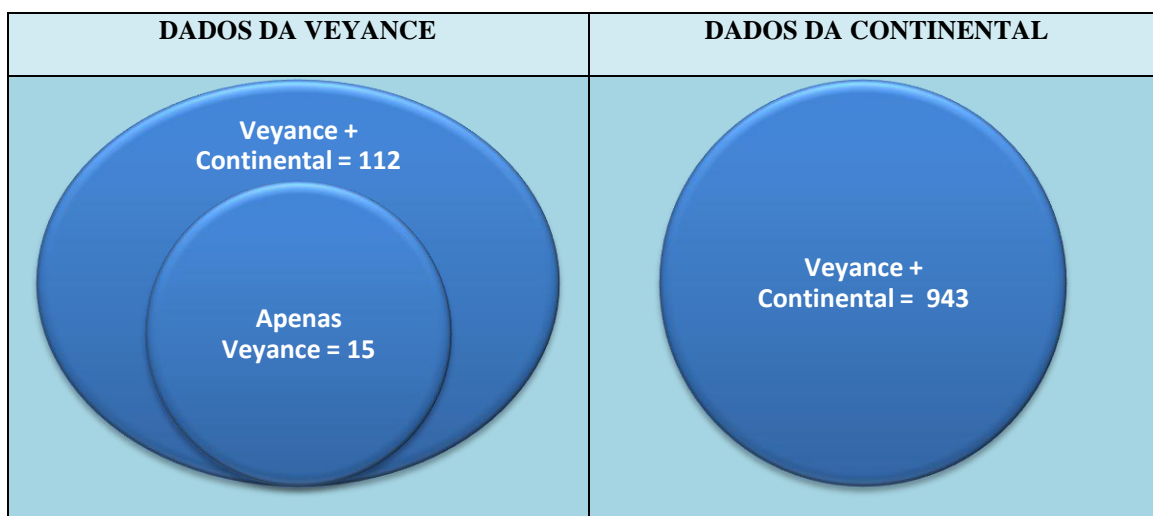 DADOS DA VEYANCE
DADOS DA CONTINENTAL
Veyance +
Continental = 112
Apenas
Veyance = 15
Veyance +
Continental = 943